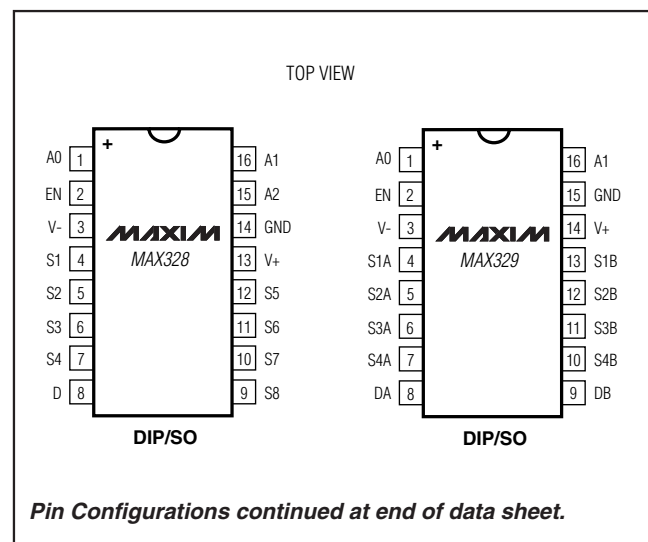 TOP VIEW
+
A0 1 16 A1
EN 2 15 A2
V- 3 14 GND
S1 4 13 V+
S2 5 12 S5
S3 6 11 S6
S4 7 10 S7
D 8 9 S8
MAXIM
MAX328
DIP/SO
+
A0 1 16 A1
EN 2 15 GND
V- 3 14 V+
S1A 4 13 S1B
S2A 5 12 S2B
S3A 6 11 S3B
S4A 7 10 S4B
DA 8 9 DB
MAXIM
MAX329
DIP/SO
Pin Configurations continued at end of data sheet.